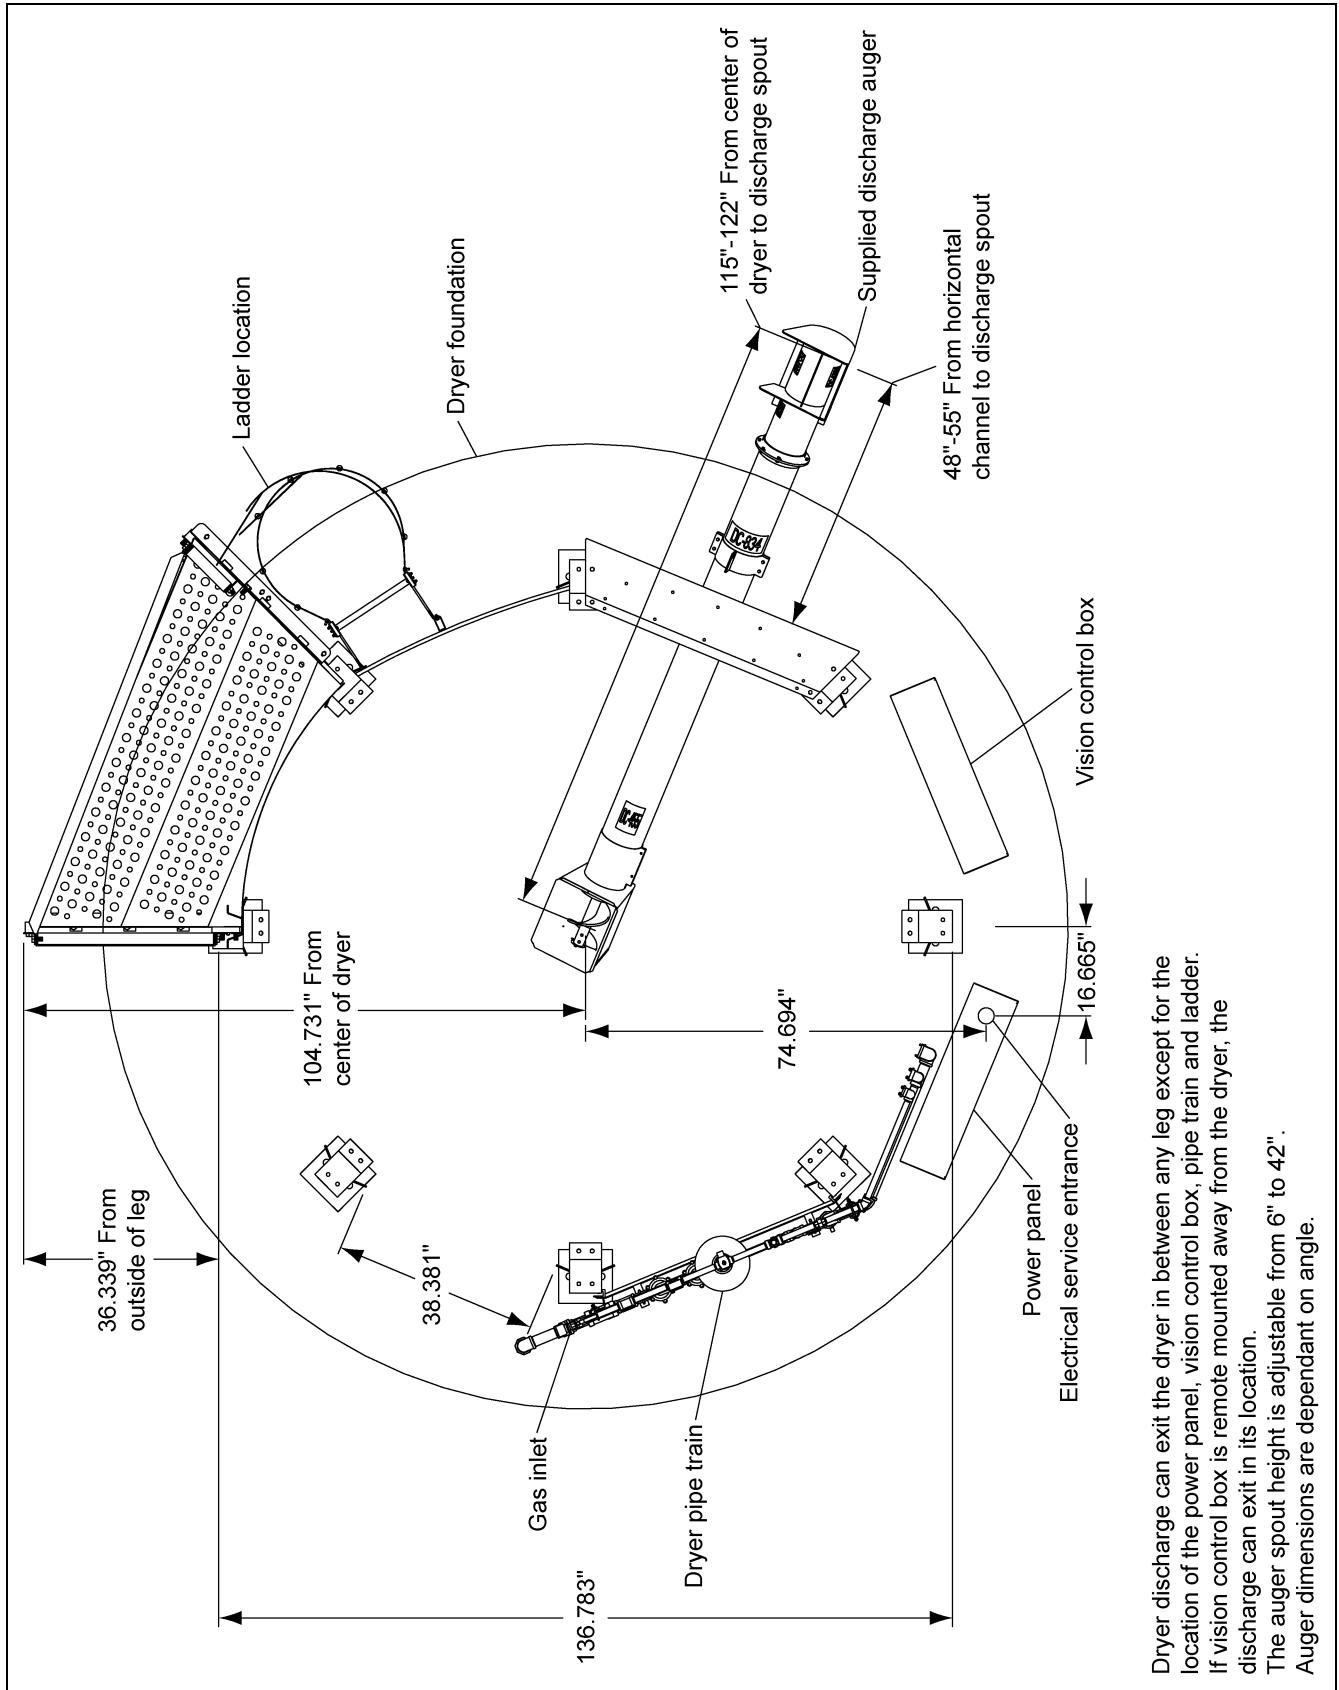 115"-122" From center of
dryer to discharge spout
Supplied discharge auger
48"-55" From horizontal
channel to discharge spout
Ladder location
Dryer foundation
DC-834
Vision control box
104.731" From
center of dryer
74.694"
16.665"
36.339" From
outside of leg
38.381"
Power panel
Electrical service entrance
Gas inlet
Dryer pipe train
136.783"
Dryer discharge can exit the dryer in between any leg except for the
location of the power panel, vision control box, pipe train and ladder.
If vision control box is remote mounted away from the dryer, the
discharge can exit in its location.
The auger spout height is adjustable from 6" to 42".
Auger dimensions are dependant on angle.